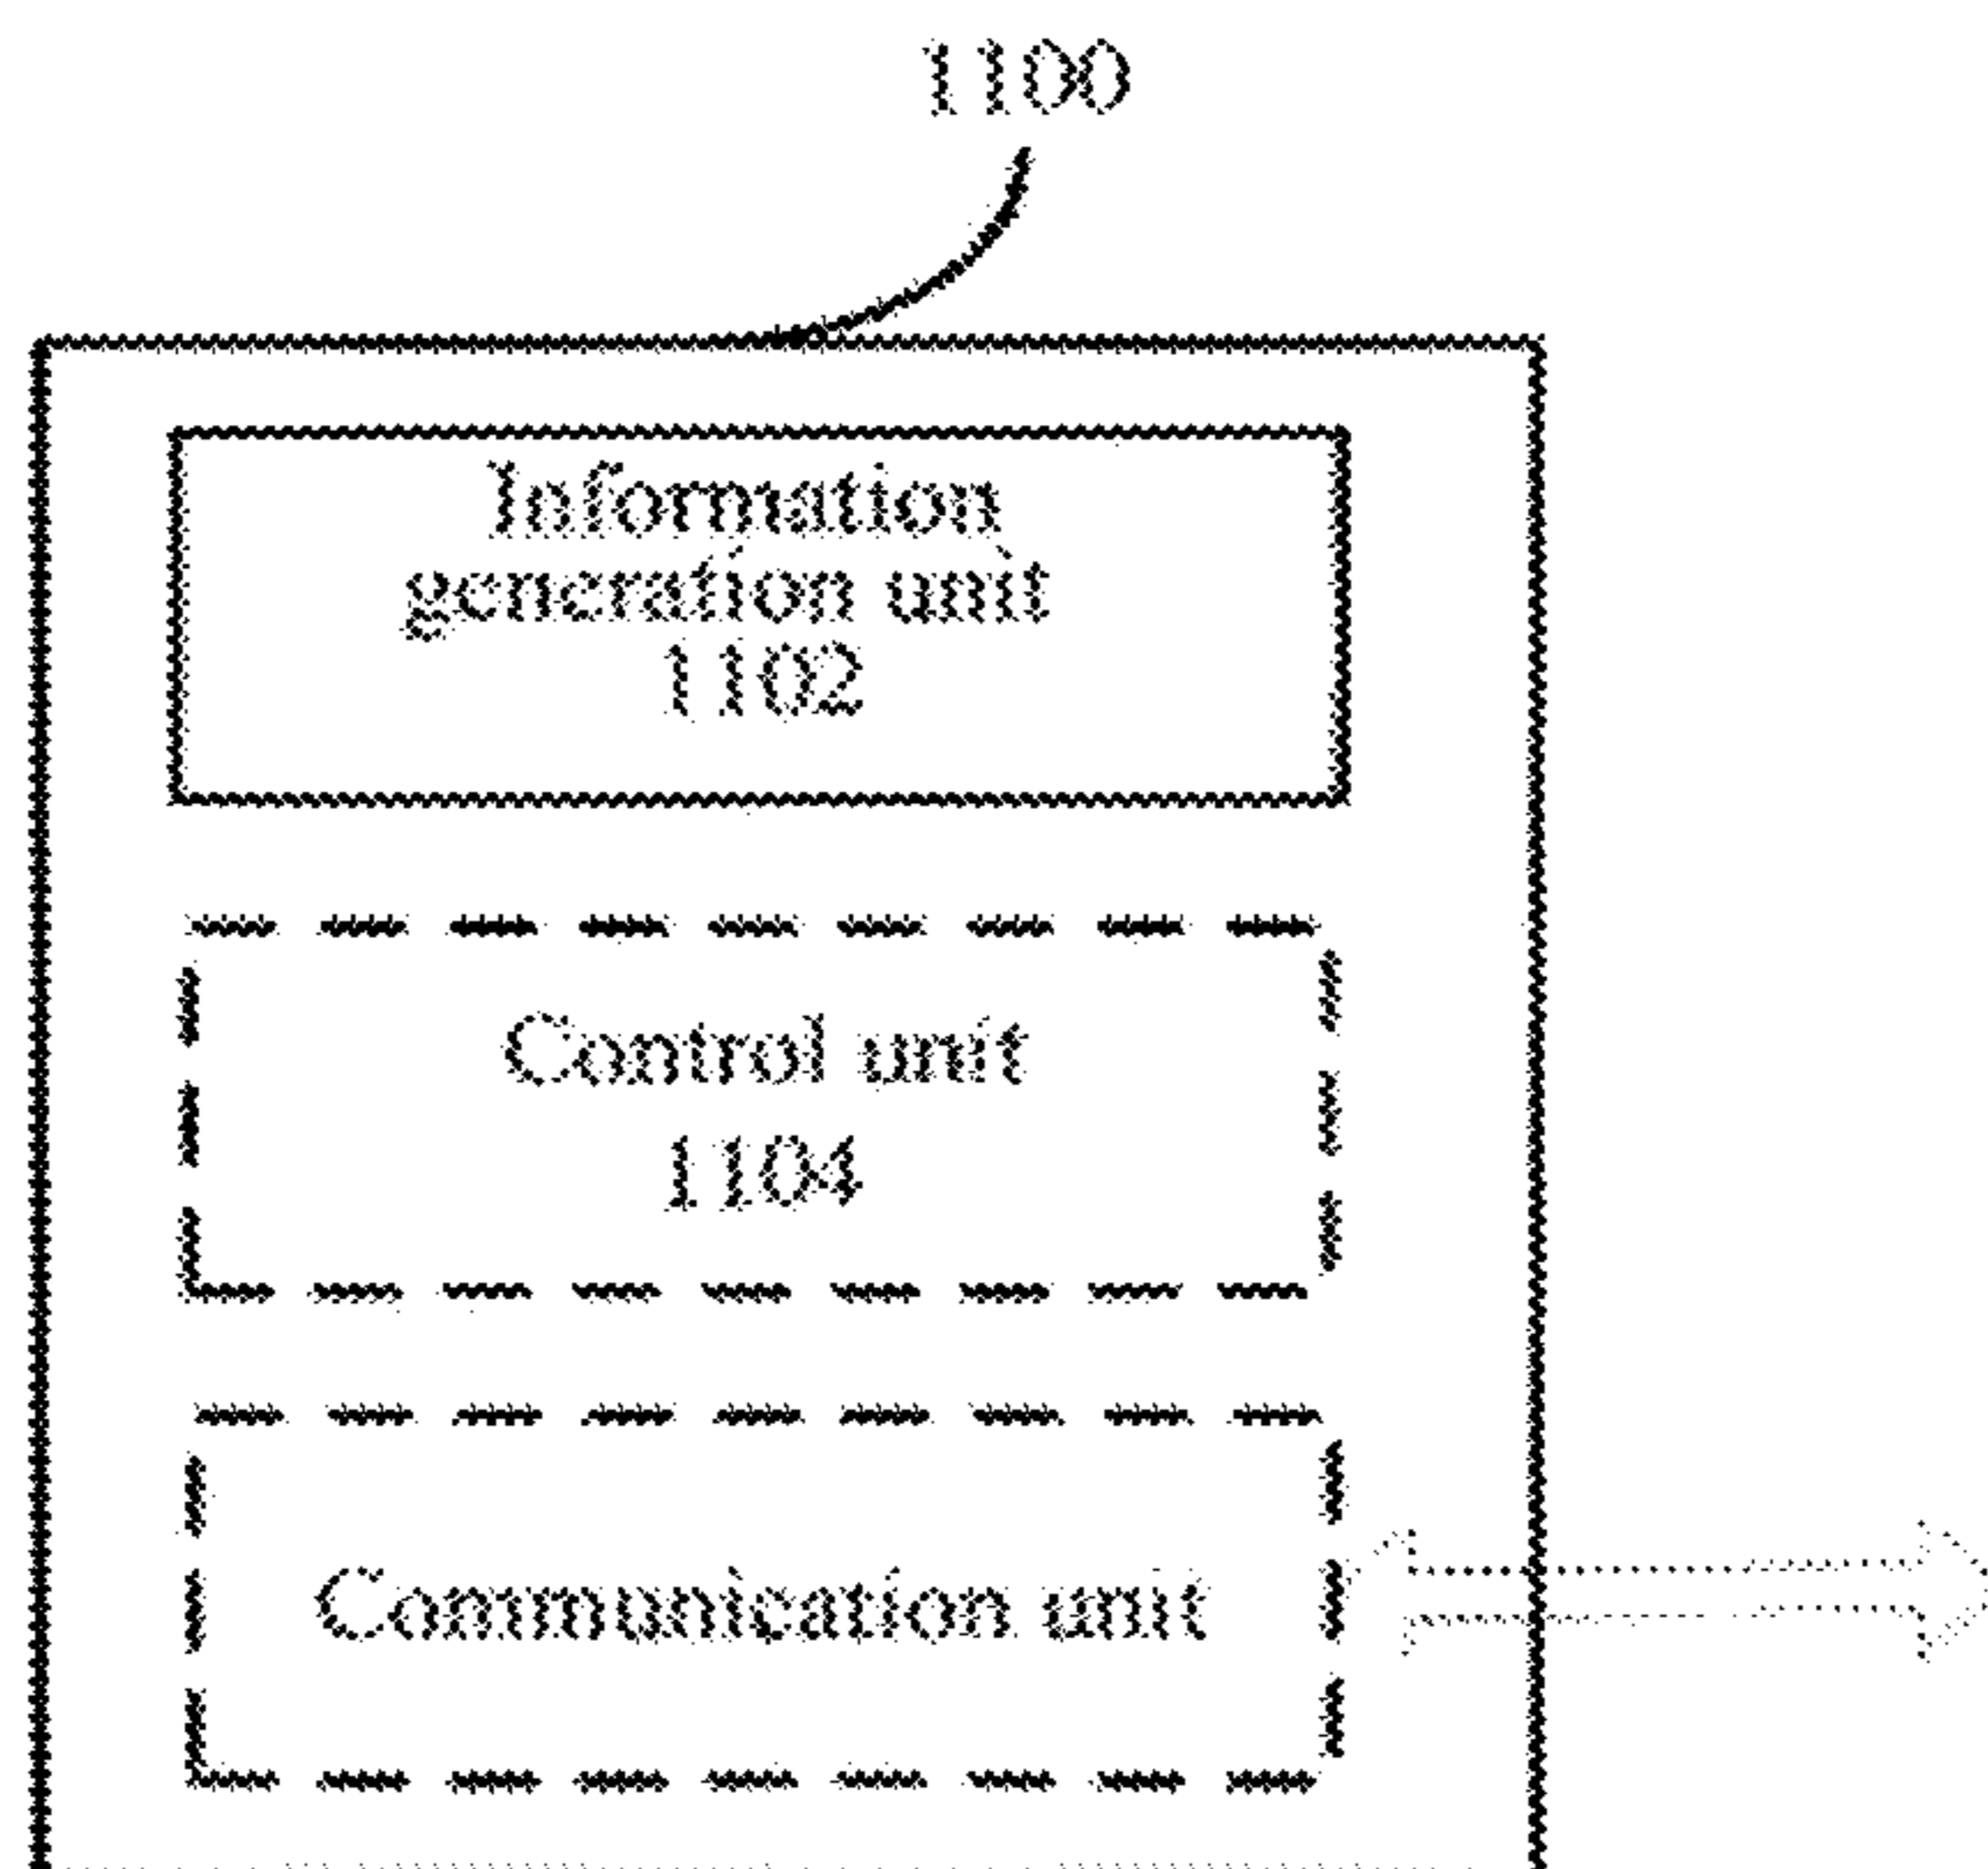 1100
Information
generation unit
1102
Control unit
1104
Communication unit